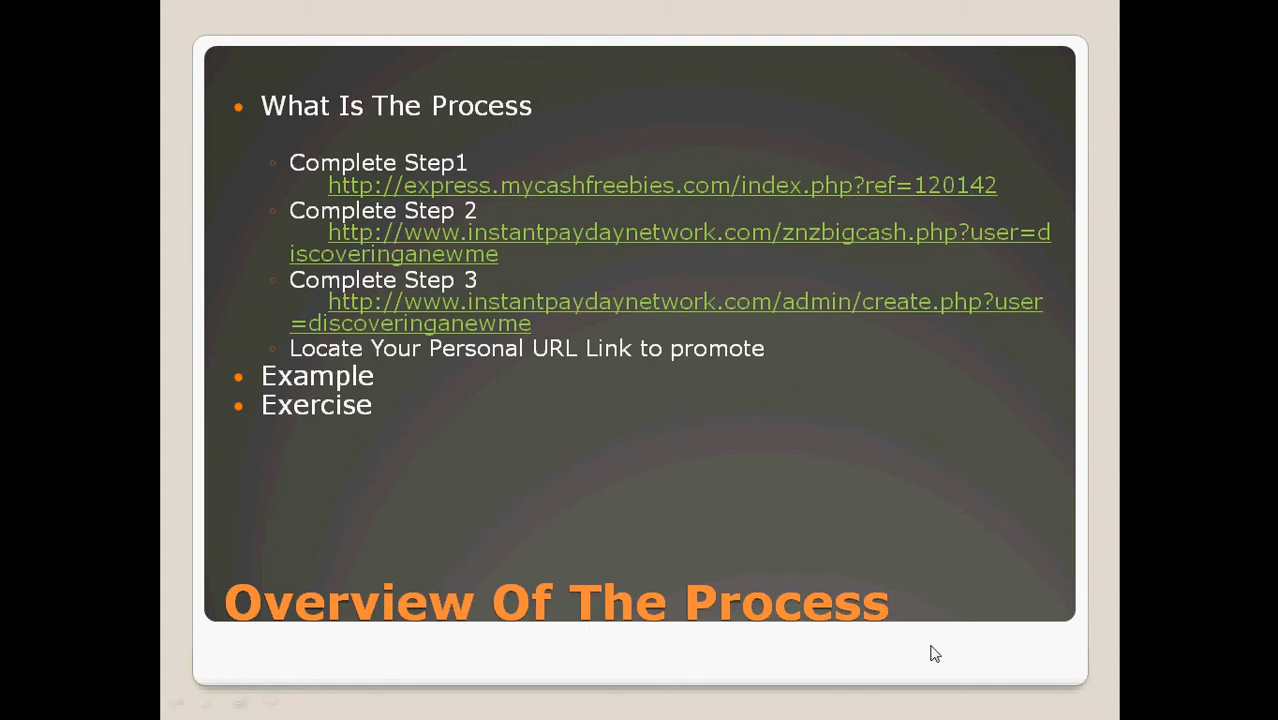 What Is The Process
Complete Step1
http://express.mycashfreebies.com/index.php?ref=120142
Complete Step 2
http://www.instantpaydaynetwork.com/znzbigcash.php?user=d
iscoveringanewme
Complete Step 3
http://www.instantpaydaynetwork.com/admin/create.php?user
=discoveringanewme
Locate Your Personal URL Link to promote
Example
Exercise
Overview Of The Process